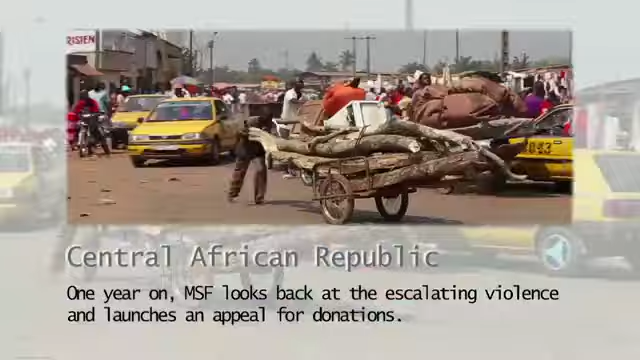 RISIEN
Central African Republic
One year on, MSF looks back at the escalating violence
and launches an appeal for donations.